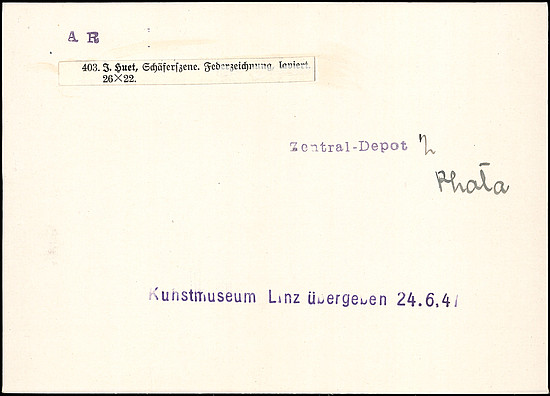 A R
403. J. Huet, Schäferszene. Federzeichnung, laviert.
26×22.
Zentral-Depot
Kunstmuseum Linz übergeben 24.6.41